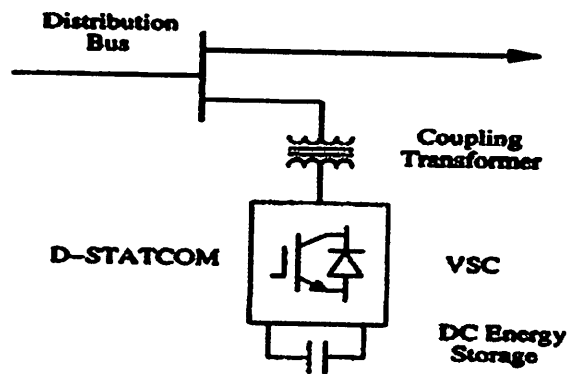 Distribution
Bus
Coupling
Transformer
D-STATCOM
VSC
DC Energy
Storage